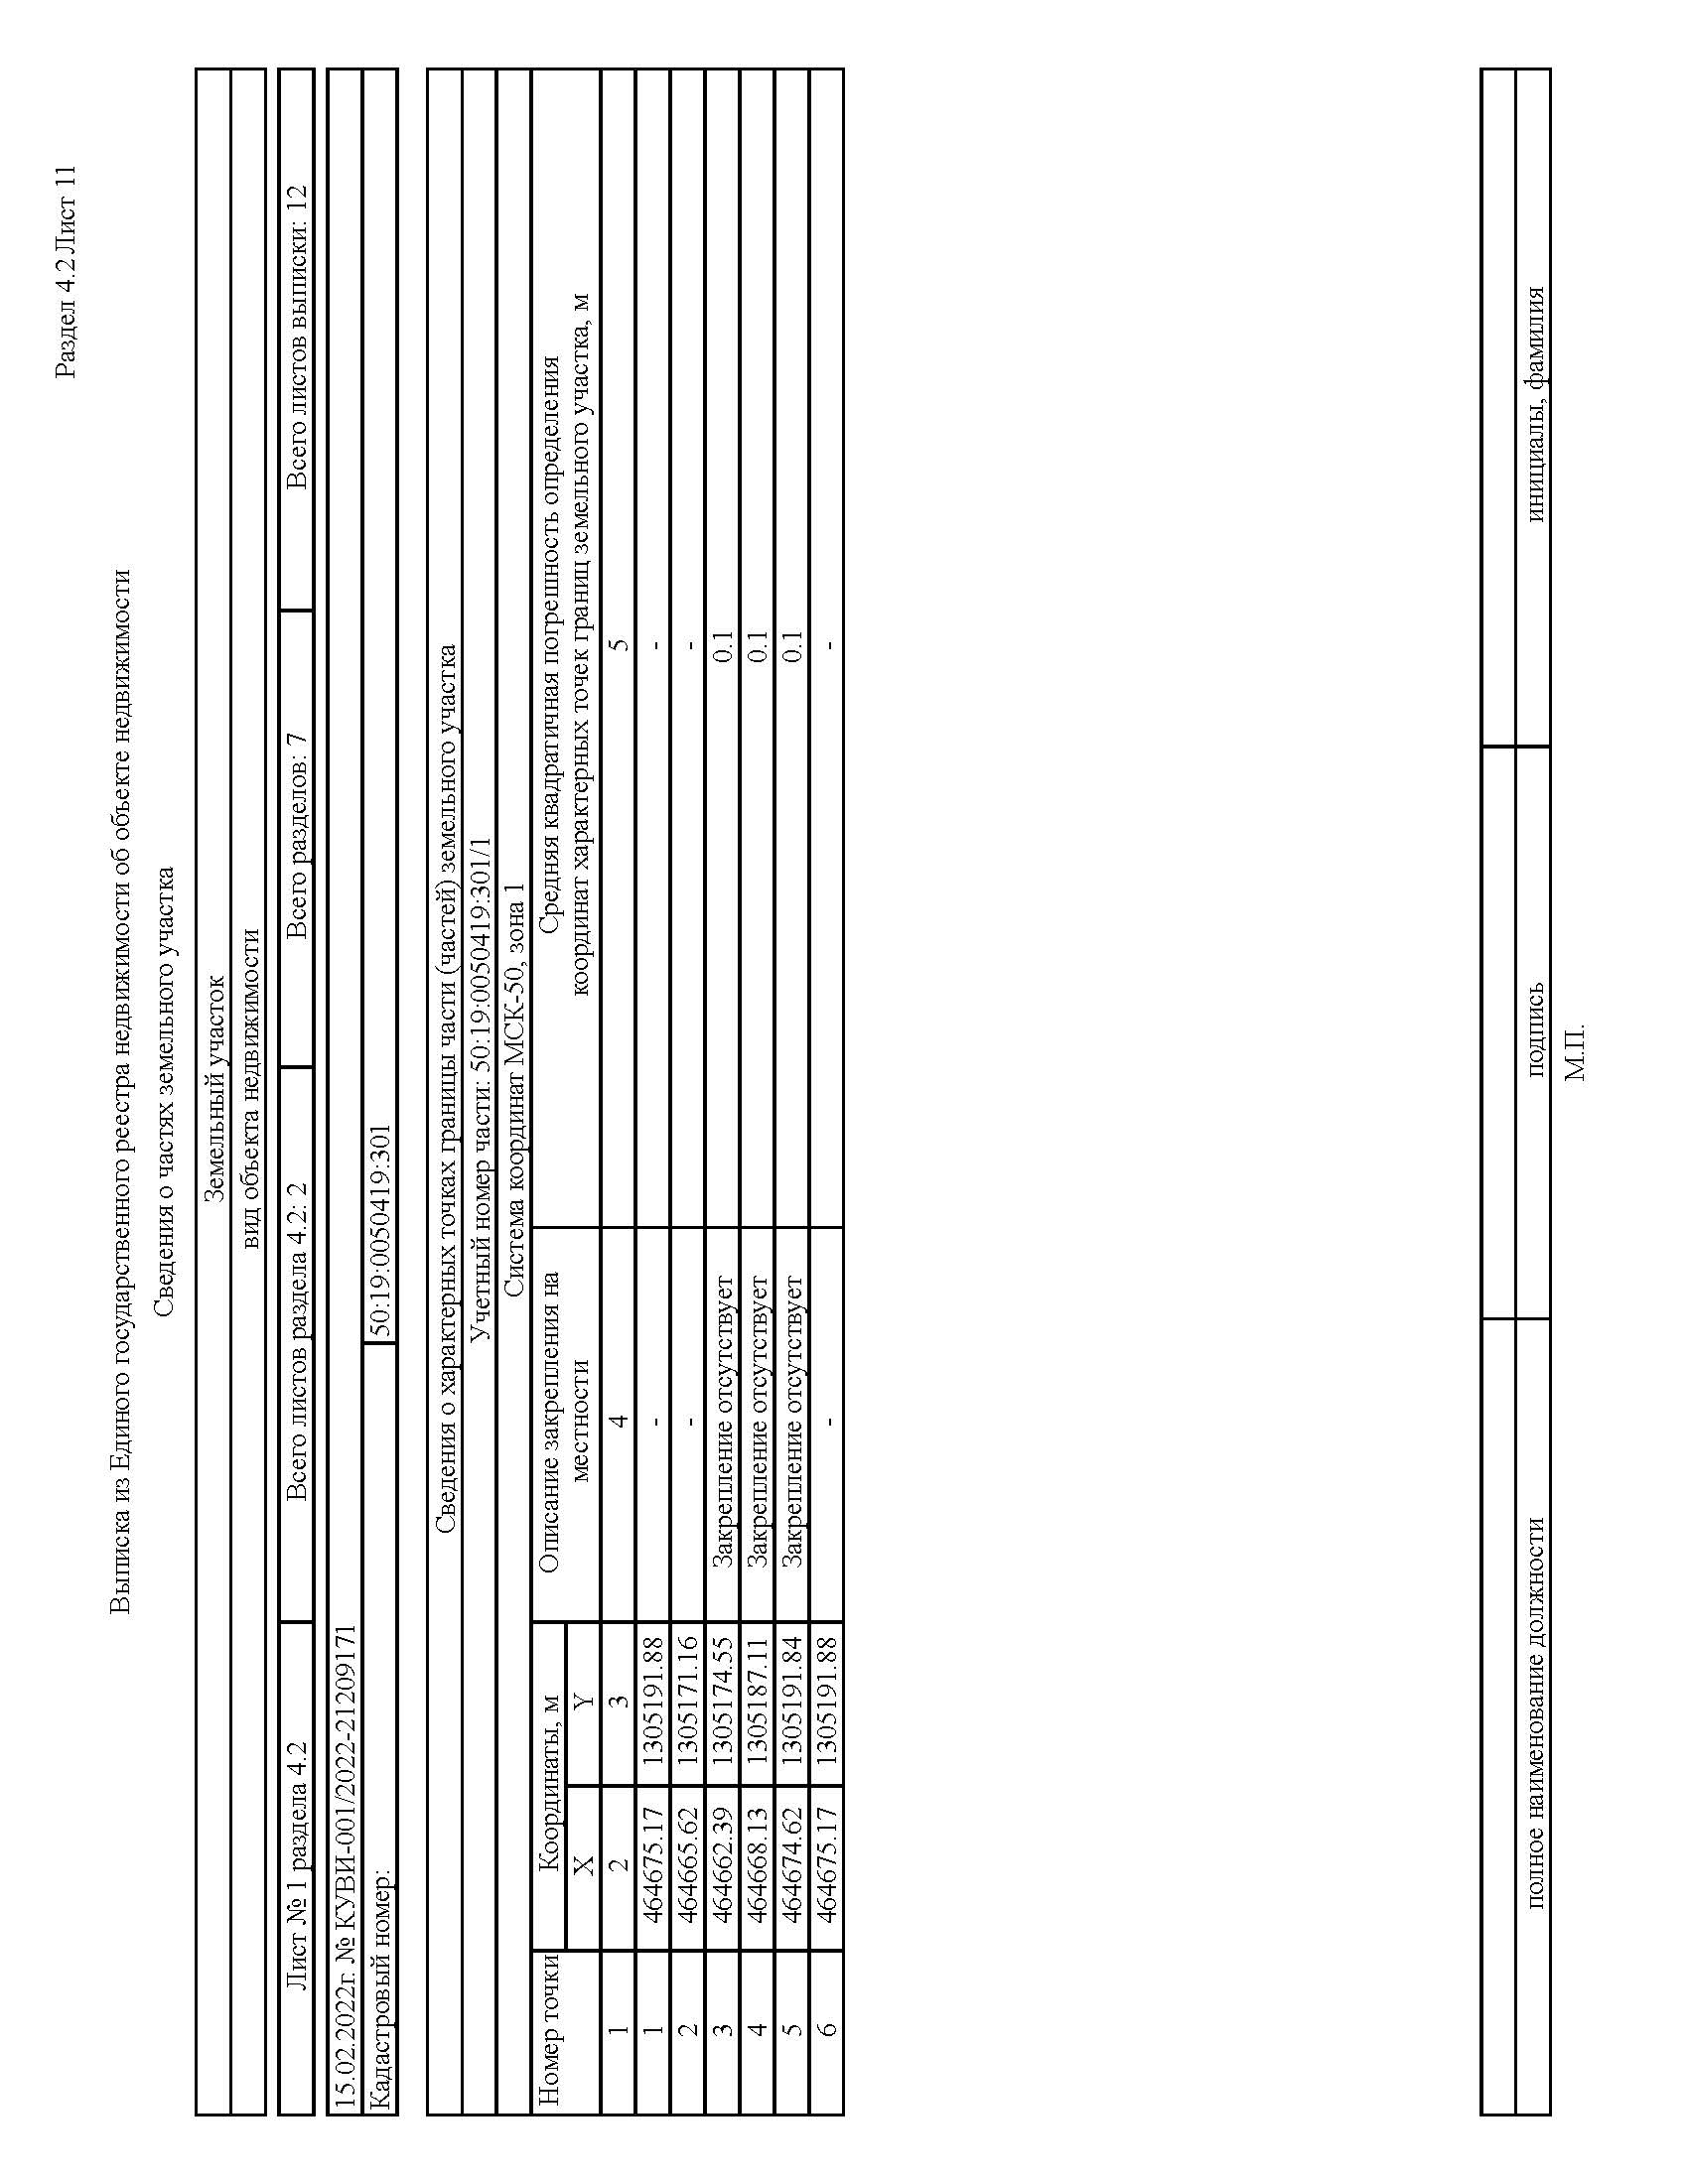 Раздел 4.2 Лист 11
Выписка из Единого государственного реестра недвижимости об объекте недвижимости
Сведения о частях земельного участка
Земельный участок
вид объекта недвижимости
Лист № 1 раздела 4.2 Всего листов раздела 4.2: 2 Всего разделов: 7 Всего листов выписки: 12
15.02.2022г. № КУВИ-001/2022-21209171
Кадастровый номер: 50:19:0050419:301
Сведения о характерных точках границы части (частей) земельного участка
Учетный номер части: 50:19:0050419:301/1
Система координат МСК-50, зона 1
Номер точки Координаты, м Описание закрепления на Средняя квадратичная погрешность определения
X Y местности координат характерных точек границ земельного участка, м
1 2 3 4 5
1 464675.17 1305191.88 - -
2 464665.62 1305171.16 - -
3 464662.39 1305174.55 Закрепление отсутствует 0.1
4 464668.13 1305187.11 Закрепление отсутствует 0.1
5 464674.62 1305191.84 Закрепление отсутствует 0.1
6 464675.17 1305191.88 - -
полное наименование должности подпись инициалы, фамилия
М.П.